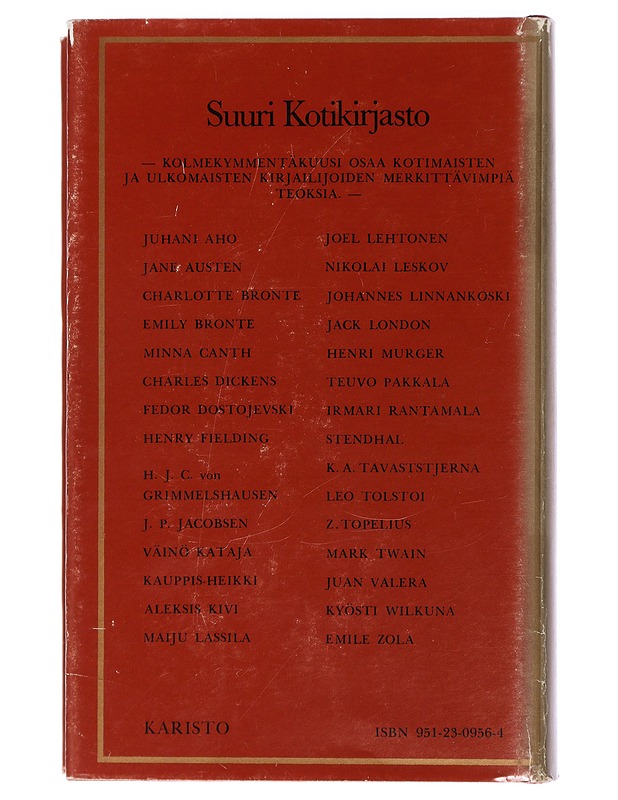 Suuri Kotikirjasto
— KOLMEKYMMENTÄKUUSI OSAA KOTIMAISTEN
JA ULKOMAISTEN KIRJAILIJOIDEN MERKITTÄVIMPIÄ
TEOKSIA. —
JUHANI AHO
JANE AUSTEN
CHARLOTTE BRONTE
EMILY BRONTE
MINNA CANTH
CHARLES DICKENS
FEDOR DOSTOJEVSKI
HENRY FIELDING
H. J. C. von
GRIMMELSHAUSEN
J. P. JACOBSEN
VÄINÖ KATAJA
KAUPPIS-HEIKKI
ALEKSIS KIVI
MAIJU LASSILA
JOEL LEHTONEN
NIKOLAI LESKOV
JOHANNES LINNANKOSKI
JACK LONDON
HENRI MURGER
TEUVO PAKKALA
IRMARI RANTAMALA
STENDHAL
K. A. TAVASTSTJERNA
LEO TOLSTOI
Z. TOPELIUS
MARK TWAIN
JUAN VALERA
KYÖSTI WILKUNA
EMILE ZOLA
KARISTO
ISBN 951-23-0956-4